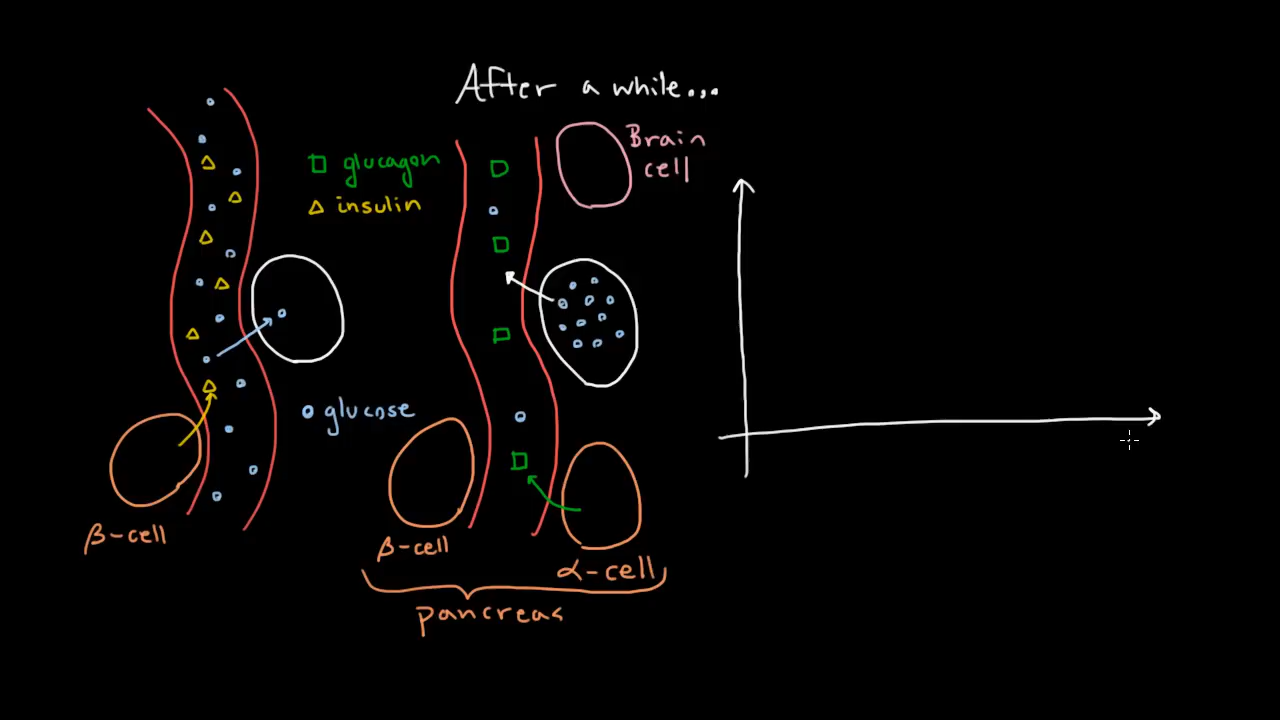 After a while...
Brain
cell
glucagon
insulin
glucose
β-cell
β-cell
α-cell
pancreas